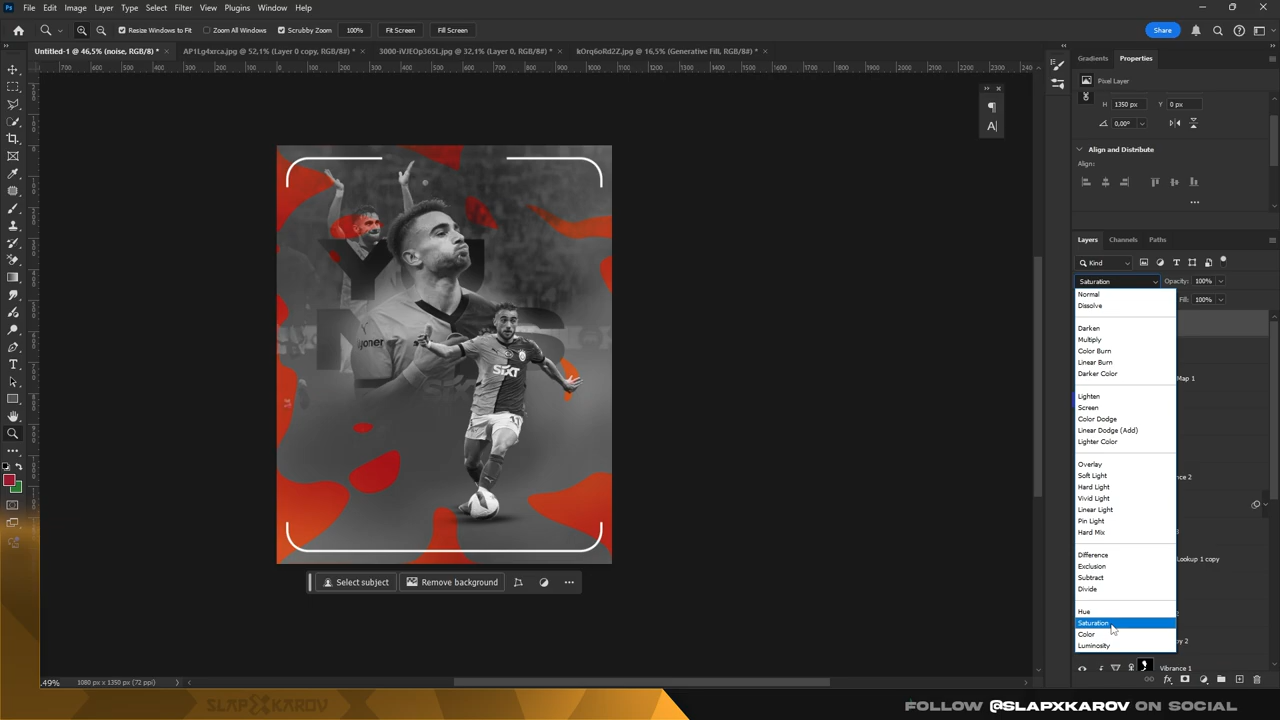 File Edit Image Layer Type Select Filter View Plugins Window Help
Resize Windows to Fit Zoom All Windows Scrubby Zoom 100% Fit Screen Fill Screen Share
Untitled-1 @ 46,5% (noise, RGB/8) * × AP1Lg4xrca.jpg @ 52,1% (Layer 0 copy, RGB/8#) * × 3000-iVJEOp365l.jpg @ 32,1% (Layer 0, RGB/8#) * × kOrq6oRd2Z.jpg @ 16,5% (Generative Fill, RGB/8#) * ×
Gradients Properties
Pixel Layer
H 1350 px Y 0 px
0,00°
Align and Distribute
Align:
Layers Channels Paths
Kind
Saturation Opacity: 100%
Fill: 100%
Normal
Dissolve
Darken
Multiply
Color Burn
Linear Burn
Darker Color
Map 1
Lighten
Screen
Color Dodge
Linear Dodge (Add)
Lighter Color
Overlay
Soft Light
Hard Light
Vivid Light
Linear Light
Pin Light
Hard Mix
Difference
Exclusion
Subtract
Divide
Hue
Saturation
Color
Luminosity
Lookup 1 copy
Vibrance 1
SIXT
Select subject Remove background
1080 px x 1350 px (72 ppi)
SLAPXKAROV
FOLLOW @SLAPXKAROV ON SOCIAL